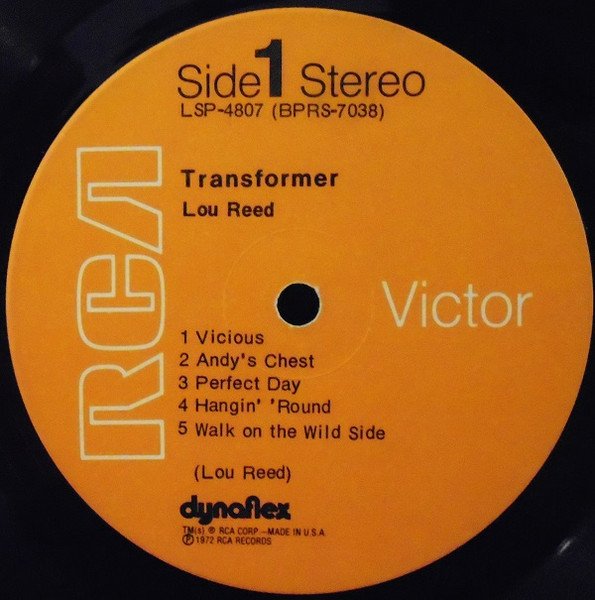 Side 1 Stereo
LSP-4807 (BPRS-7038)
Transformer
Lou Reed
RCA
Victor
1 Vicious
2 Andy's Chest
3 Perfect Day
4 Hangin' 'Round
5 Walk on the Wild Side
(Lou Reed)
dynaflex
TM(s) ® RCA CORP.—MADE IN U.S.A.
℗ 1972 RCA RECORDS